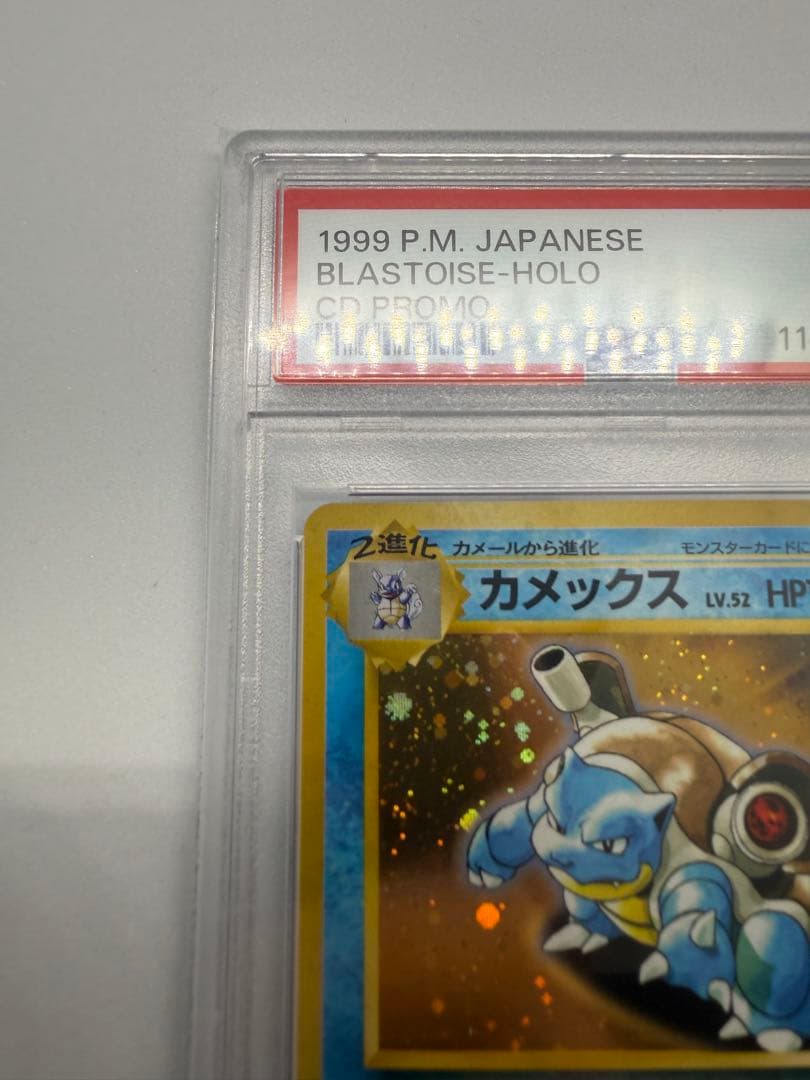 1999 P.M. JAPANESE
BLASTOISE-HOLO
CD PROMO
11
2進化 カメールから進化 モンスターカードに
カメックス LV.52 HP